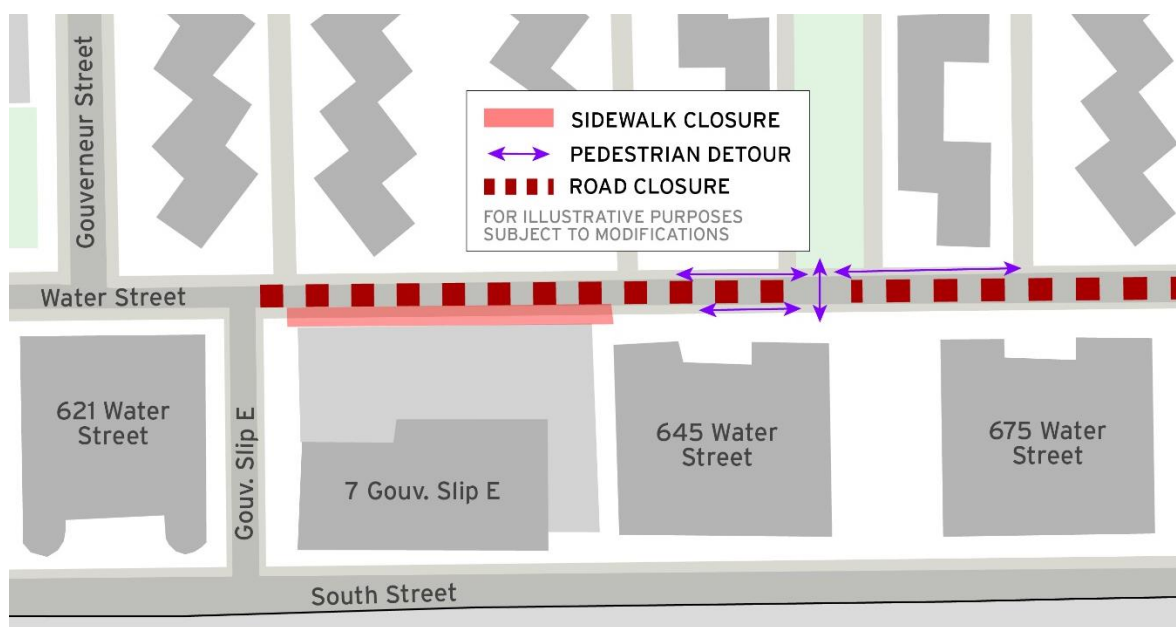 Gouverneur Street
SIDEWALK CLOSURE
PEDESTRIAN DETOUR
ROAD CLOSURE
FOR ILLUSTRATIVE PURPOSES
SUBJECT TO MODIFICATIONS
Water Street
621 Water
Street
Gouv. Slip E
7 Gouv. Slip E
645 Water
Street
675 Water
Street
South Street